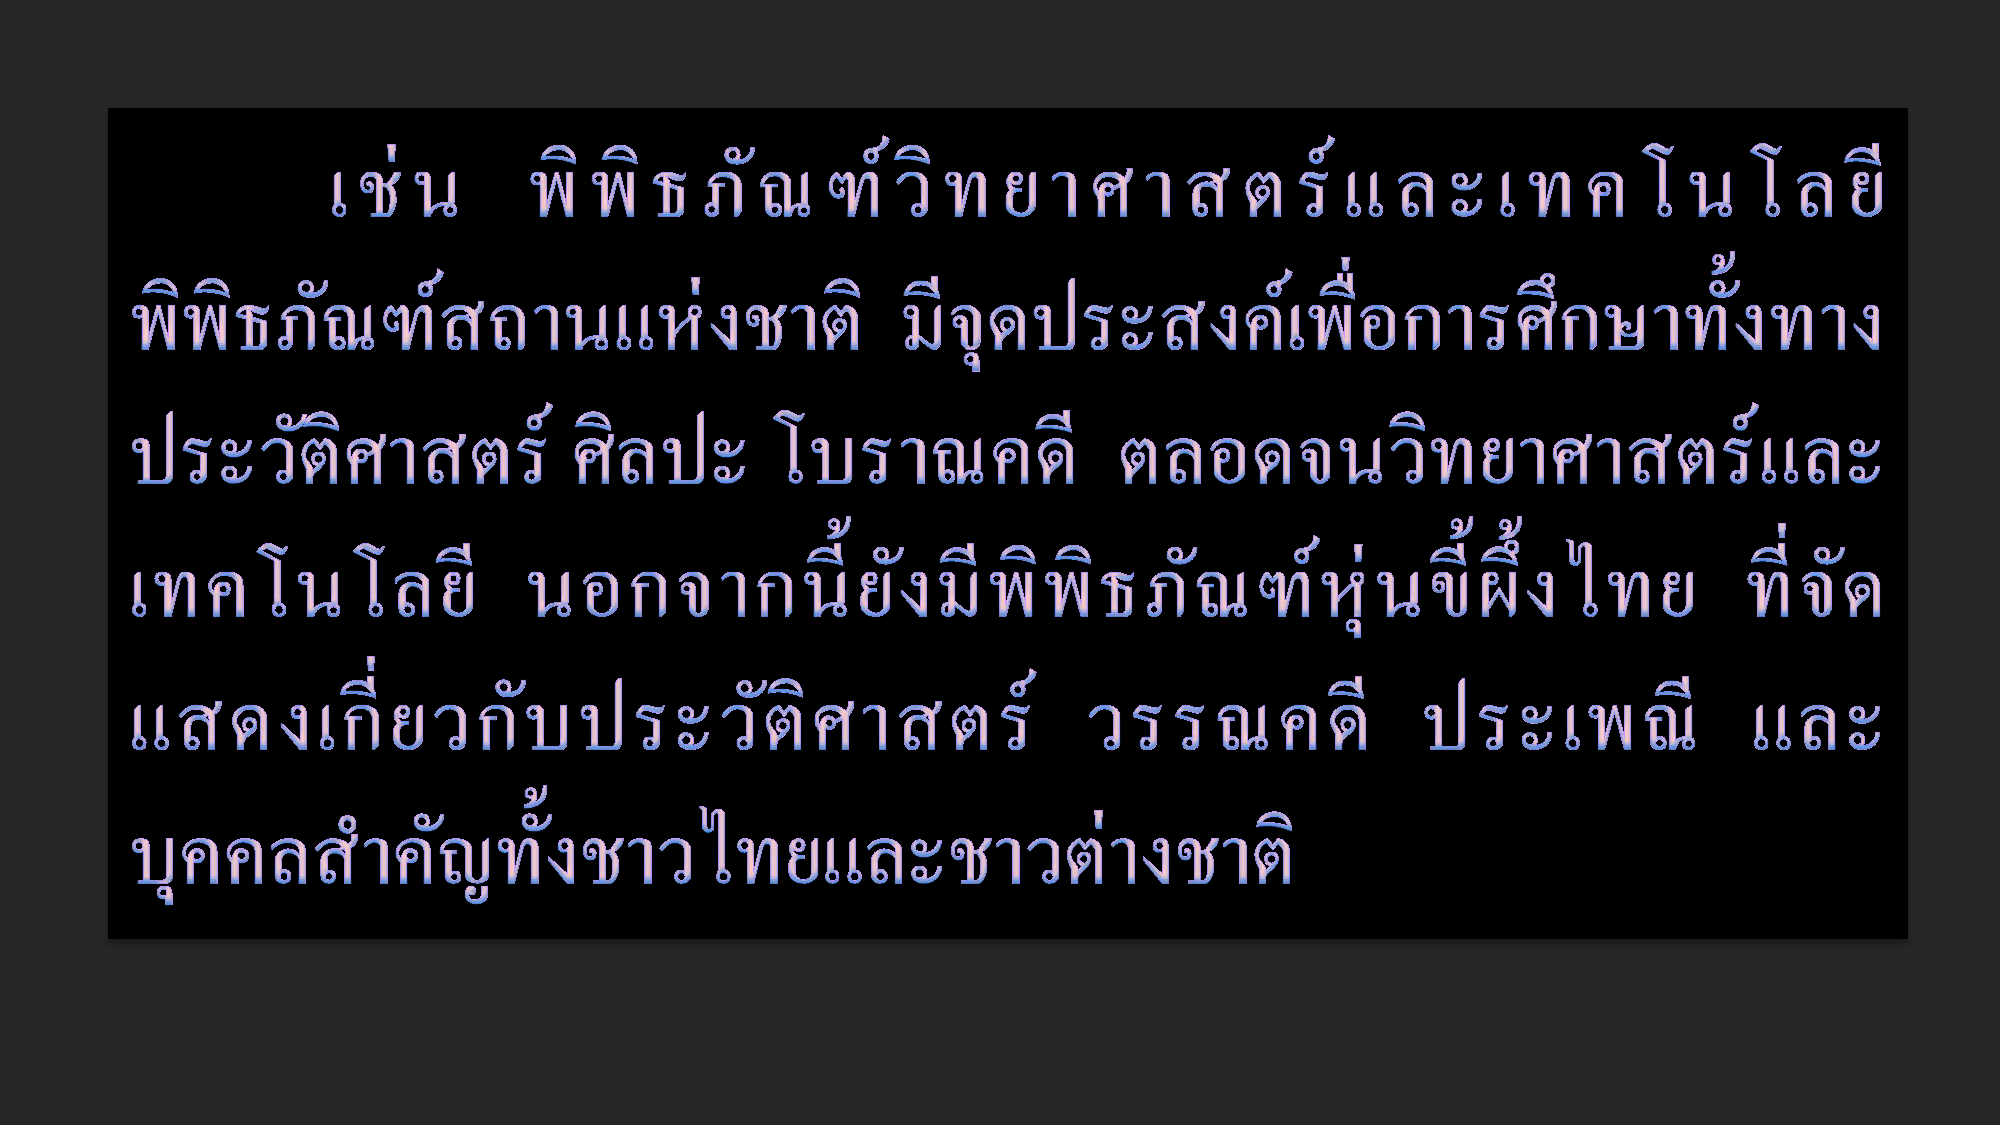 เช่น พิพิธภัณฑ์วิทยาศาสตร์และเทคโนโลยี
พิพิธภัณฑ์สถานแห่งชาติ มีจุดประสงค์เพื่อการศึกษาทั้งทาง
ประวัติศาสตร์ ศิลปะ โบราณคดี ตลอดจนวิทยาศาสตร์และ
เทคโนโลยี นอกจากนี้ยังมีพิพิธภัณฑ์หุ่นขี้ผึ้งไทย ที่จัด
แสดงเกี่ยวกับประวัติศาสตร์ วรรณคดี ประเพณี และ
บุคคลสำคัญทั้งชาวไทยและชาวต่างชาติ